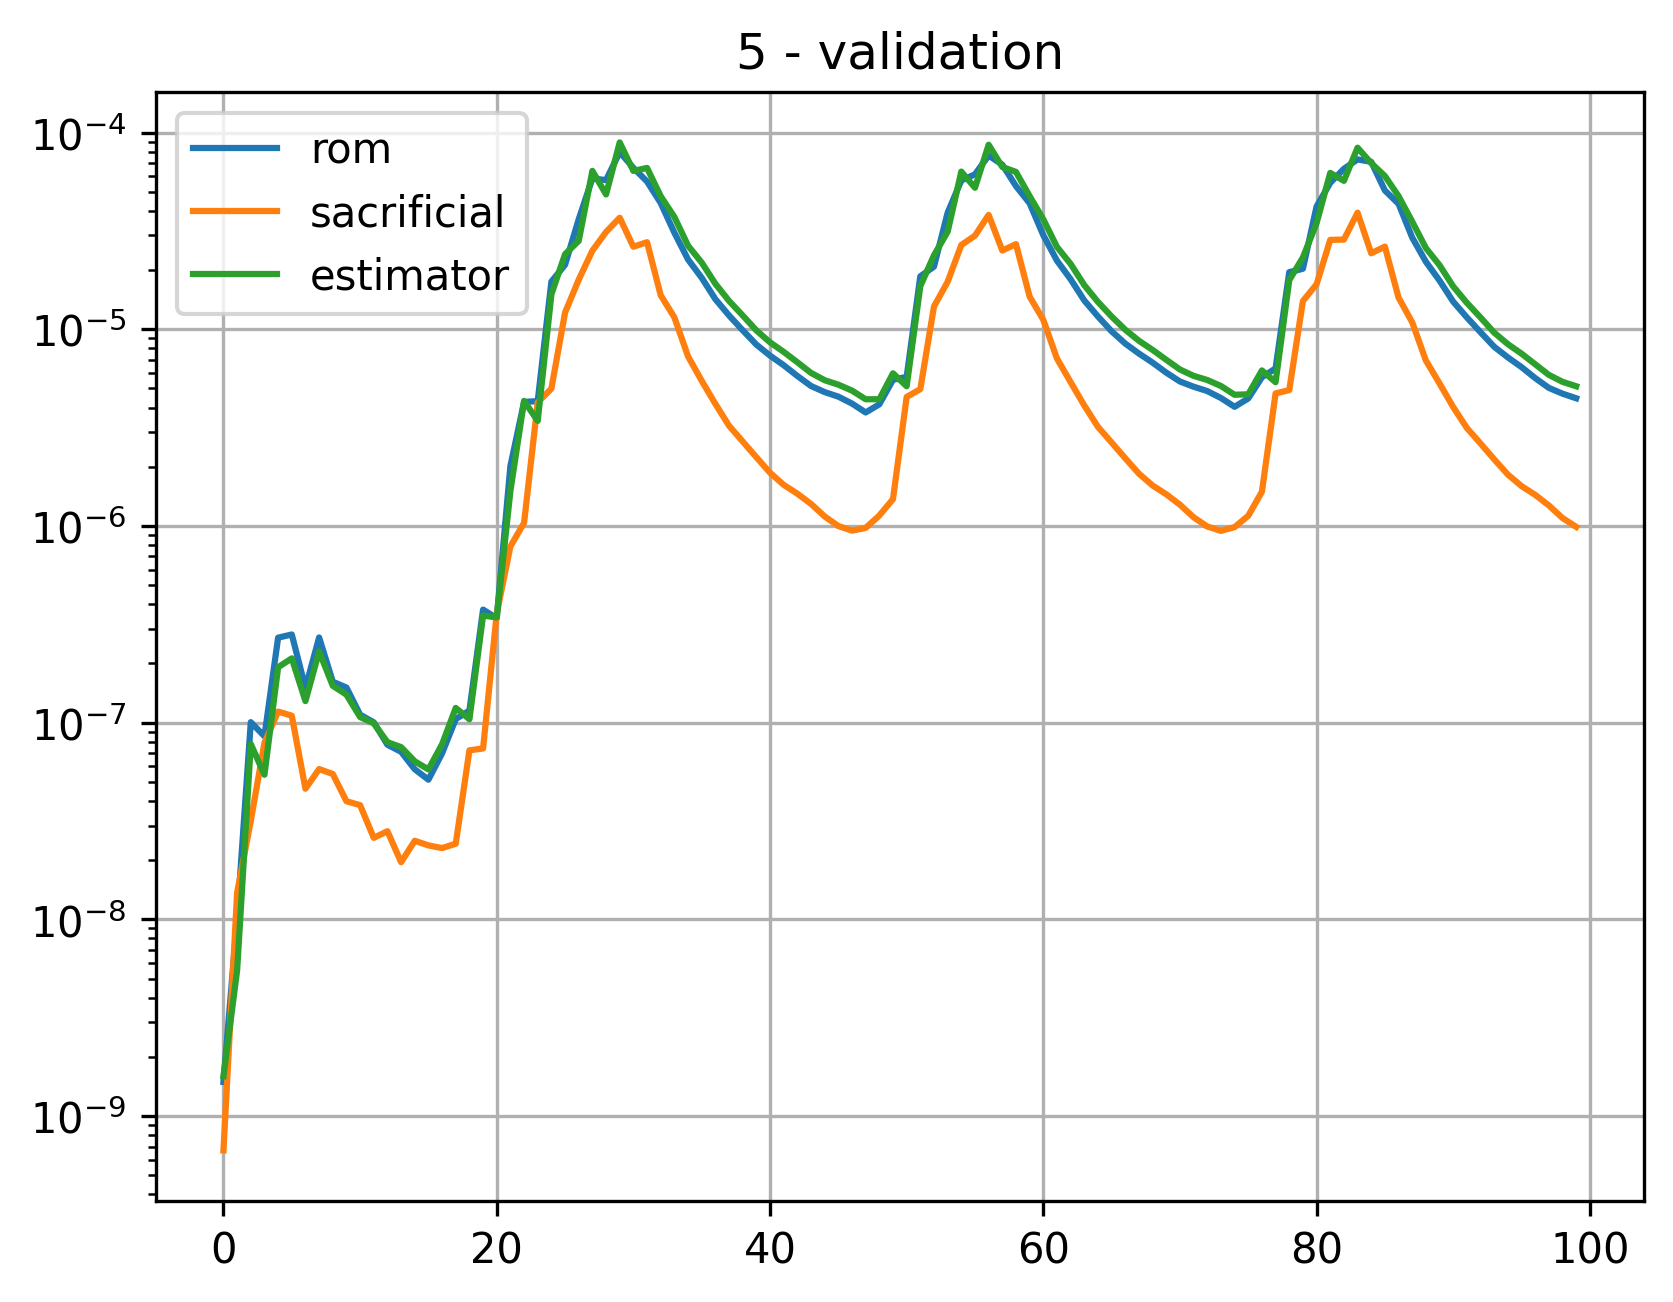 5 - validation
10⁻⁴
10⁻⁵
10⁻⁶
10⁻⁷
10⁻⁸
10⁻⁹
rom
sacrificial
estimator
0 20 40 60 80 100